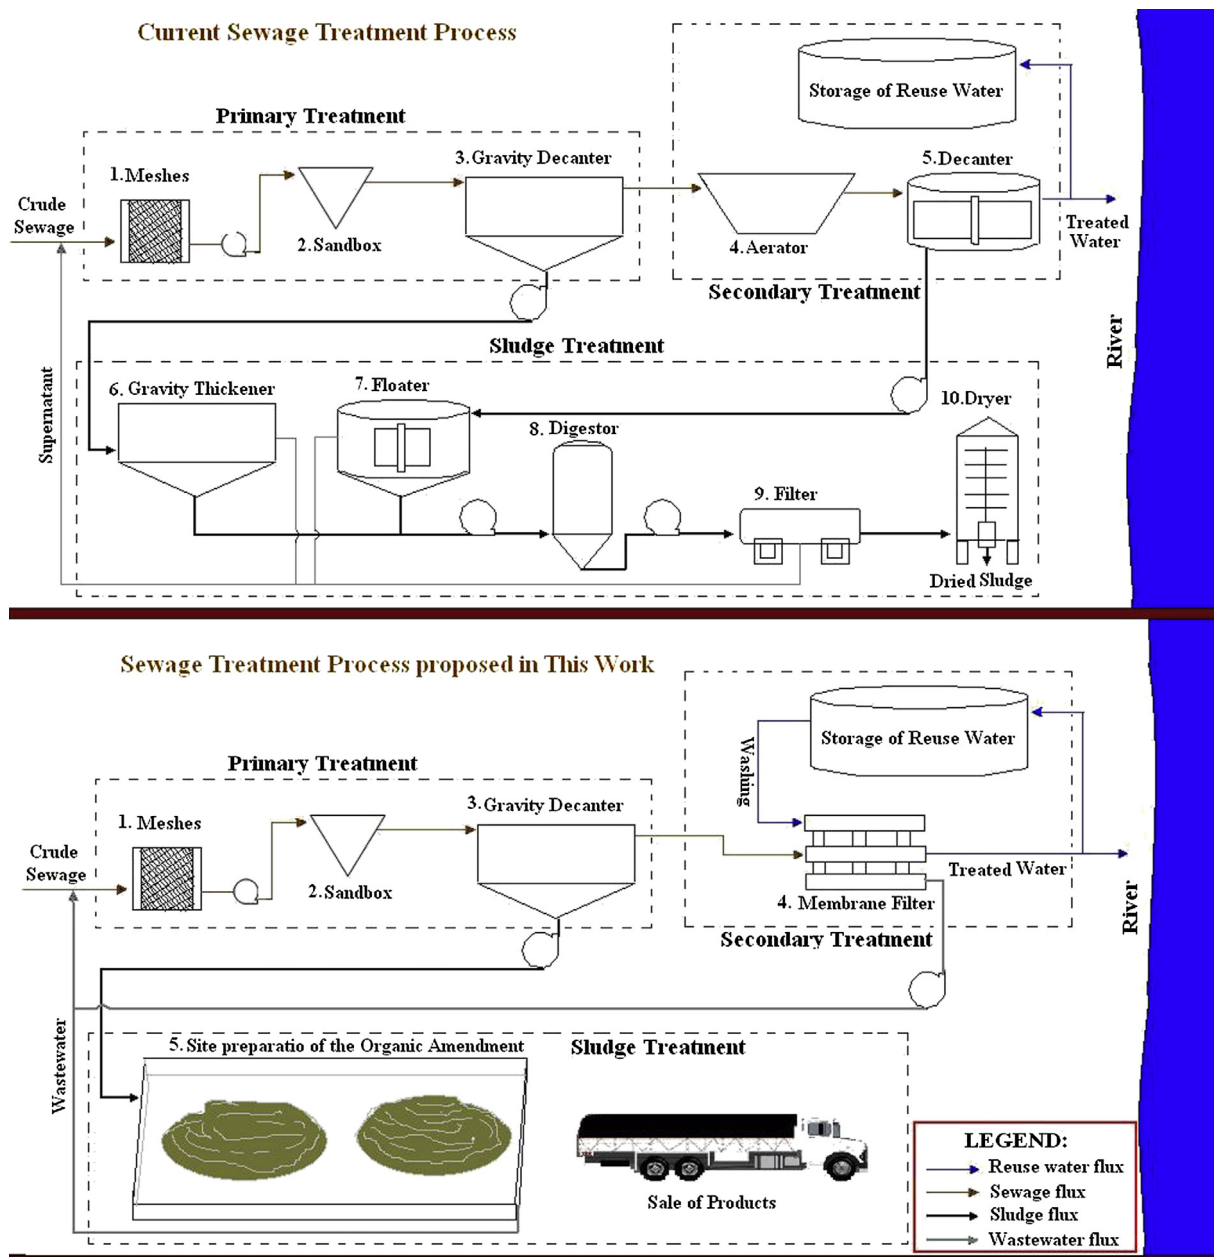 Current Sewage Treatment Process
Storage of Reuse Water
Primary Treatment
1. Meshes
3. Gravity Decanter
5. Decanter
Crude
Sewage
2. Sandbox
4. Aerator
Treated
Water
Secondary Treatment
River
Sludge Treatment
Supernatant
6. Gravity Thickener
7. Floater
8. Digestor
9. Filter
10. Dryer
Dried Sludge
Sewage Treatment Process proposed in This Work
Storage of Reuse Water
Washing
Primary Treatment
1. Meshes
3. Gravity Decanter
Crude
Sewage
2. Sandbox
Treated Water
4. Membrane Filter
Secondary Treatment
River
Wastewater
5. Site preparatio of the Organic Amendment
Sludge Treatment
Sale of Products
LEGEND:
Reuse water flux
Sewage flux
Sludge flux
Wastewater flux